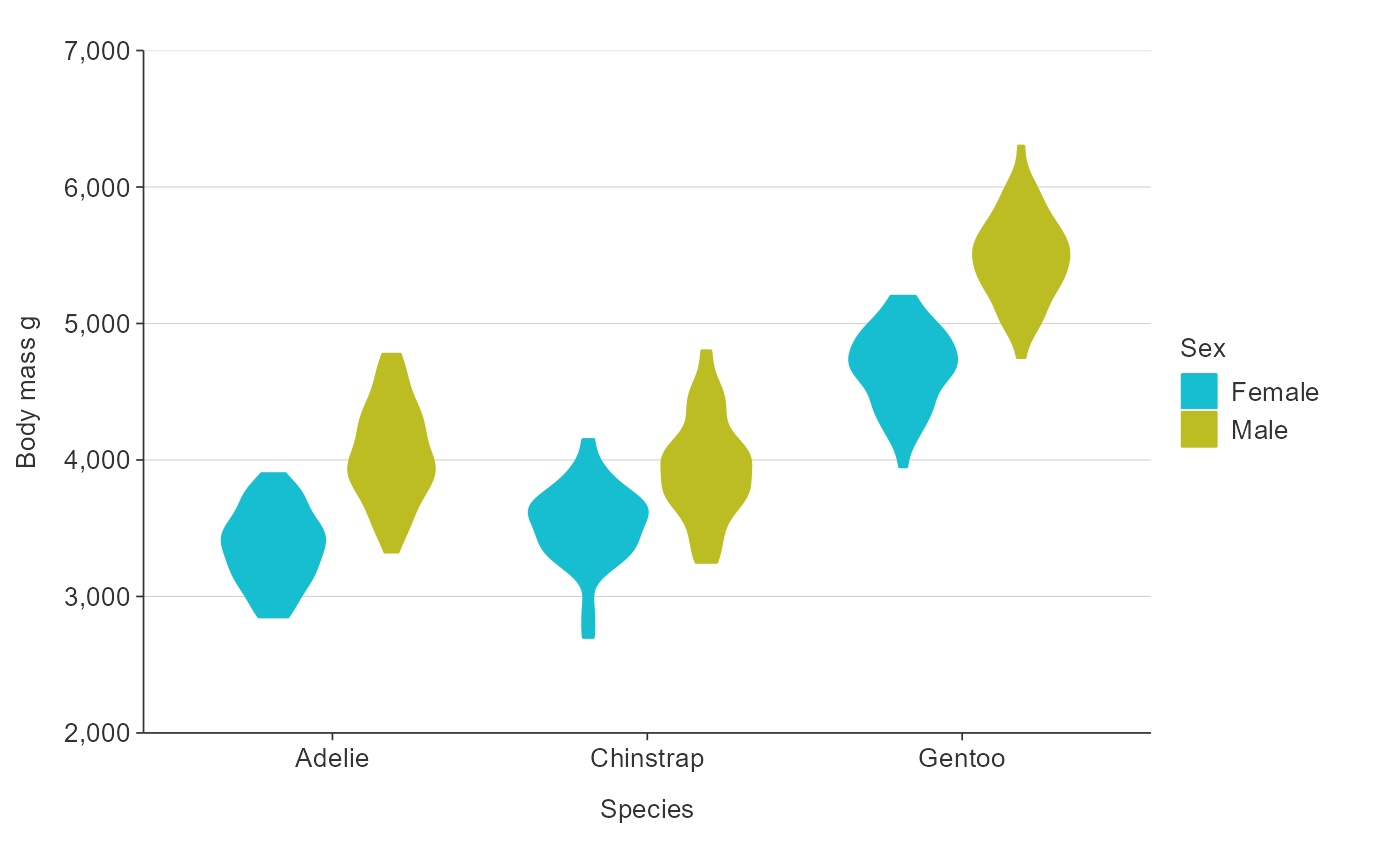 7,000
6,000
5,000
4,000
3,000
2,000
Body mass g
Adelie
Chinstrap
Gentoo
Species
Sex
Female
Male